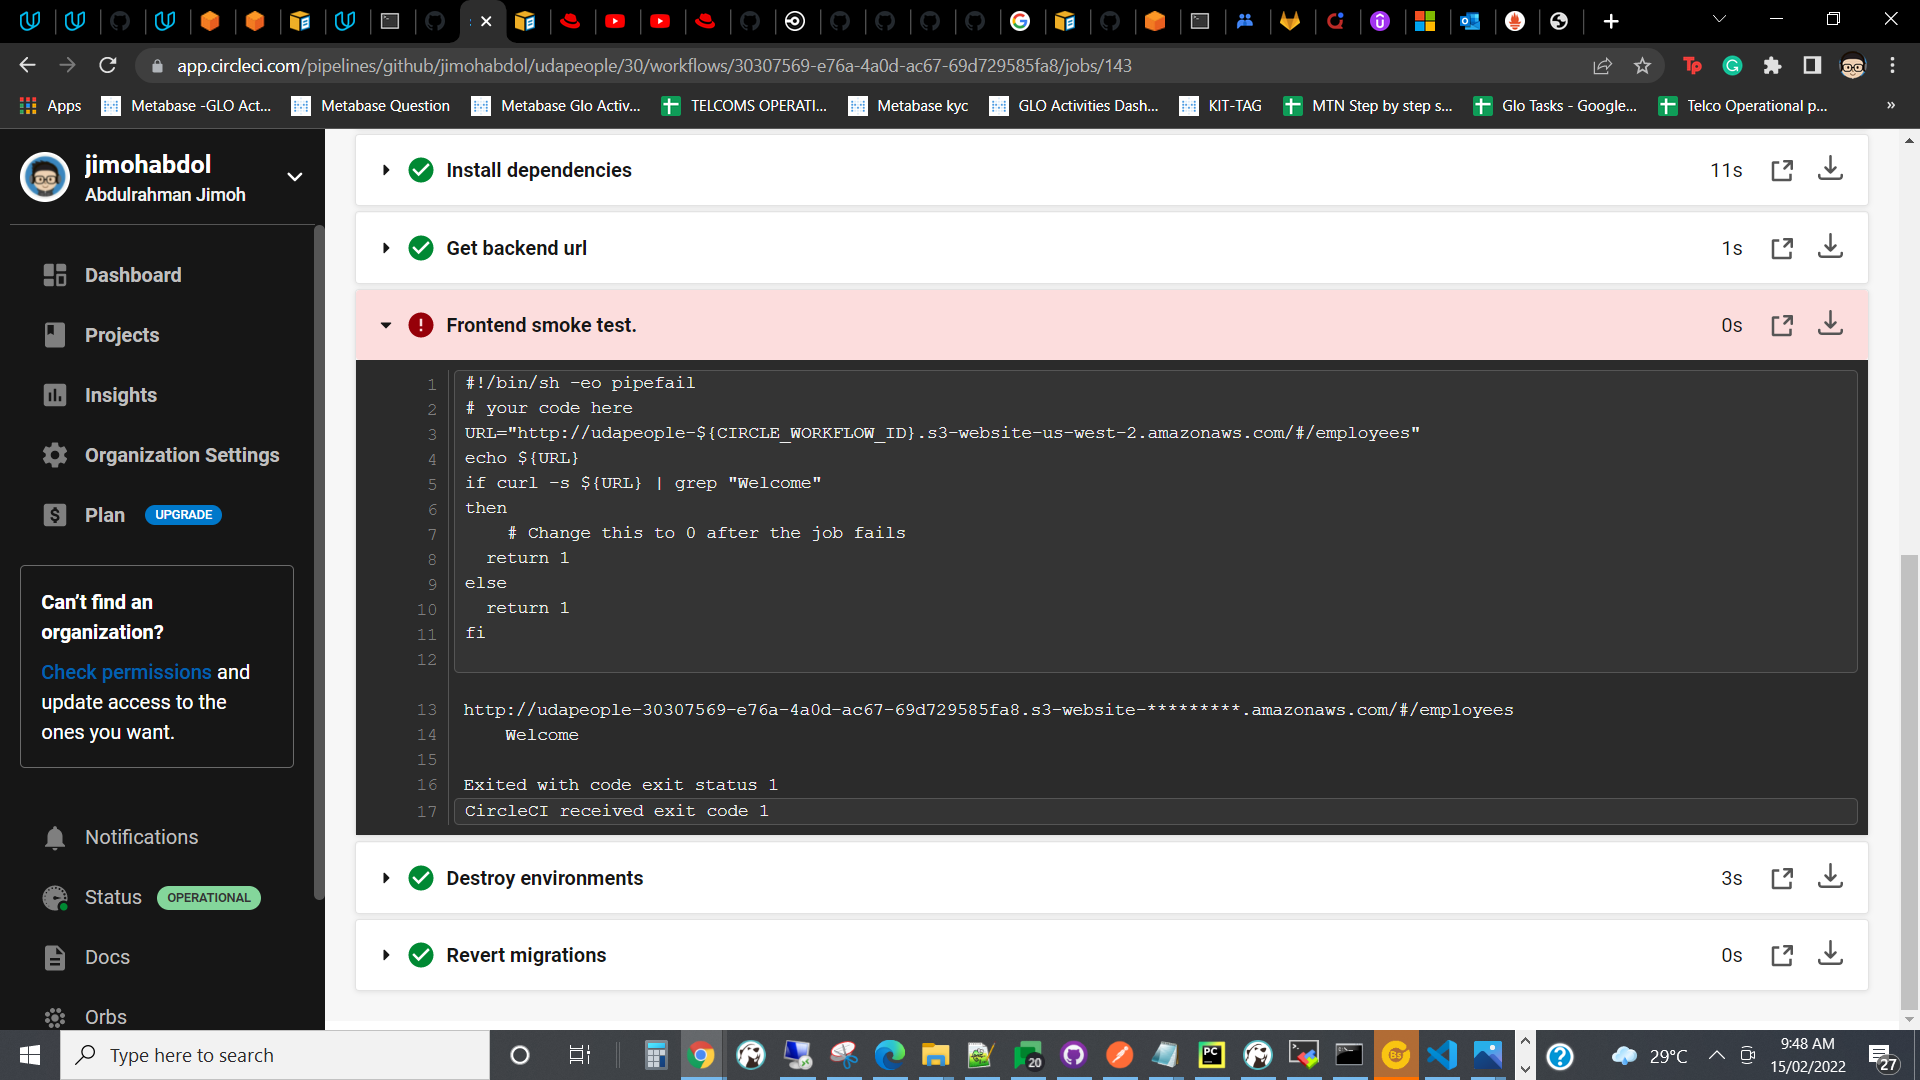 app.circleci.com/pipelines/github/jimohabdol/udapeople/30/workflows/30307569-e76a-4a0d-ac67-69d729585fa8/jobs/143
Apps
Metabase -GLO Act...
Metabase Question
Metabase Glo Activ...
TELCOMS OPERATI...
Metabase kyc
GLO Activities Dash...
KIT-TAG
MTN Step by step s...
Glo Tasks - Google...
Telco Operational p...
»
jimohabdol
Abdulrahman Jimoh
Dashboard
Projects
Insights
Organization Settings
Plan UPGRADE
Can't find an
organization?
Check permissions and
update access to the
ones you want.
Notifications
Status OPERATIONAL
Docs
Orbs
Install dependencies 11s
Get backend url 1s
Frontend smoke test. 0s
1 #!/bin/sh -eo pipefail
2 # your code here
3 URL="http://udapeople-${CIRCLE_WORKFLOW_ID}.s3-website-us-west-2.amazonaws.com/#/employees"
4 echo ${URL}
5 if curl -s ${URL} | grep "Welcome"
6 then
7 # Change this to 0 after the job fails
8 return 1
9 else
10 return 1
11 fi
12
13 http://udapeople-30307569-e76a-4a0d-ac67-69d729585fa8.s3-website-*********.amazonaws.com/#/employees
14 Welcome
15
16 Exited with code exit status 1
17 CircleCI received exit code 1
Destroy environments 3s
Revert migrations 0s
Type here to search
20
29°C
9:48 AM
15/02/2022
27